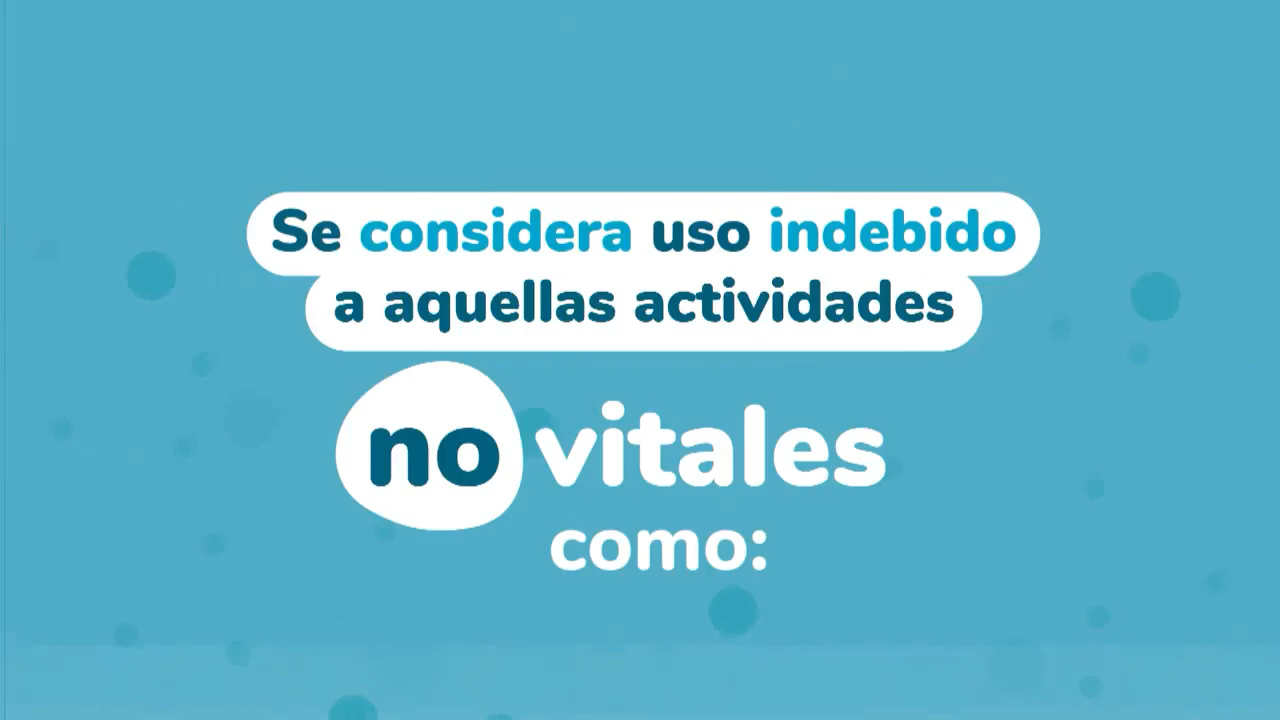 Se considera uso indebido
a aquellas actividades
no vitales
como: